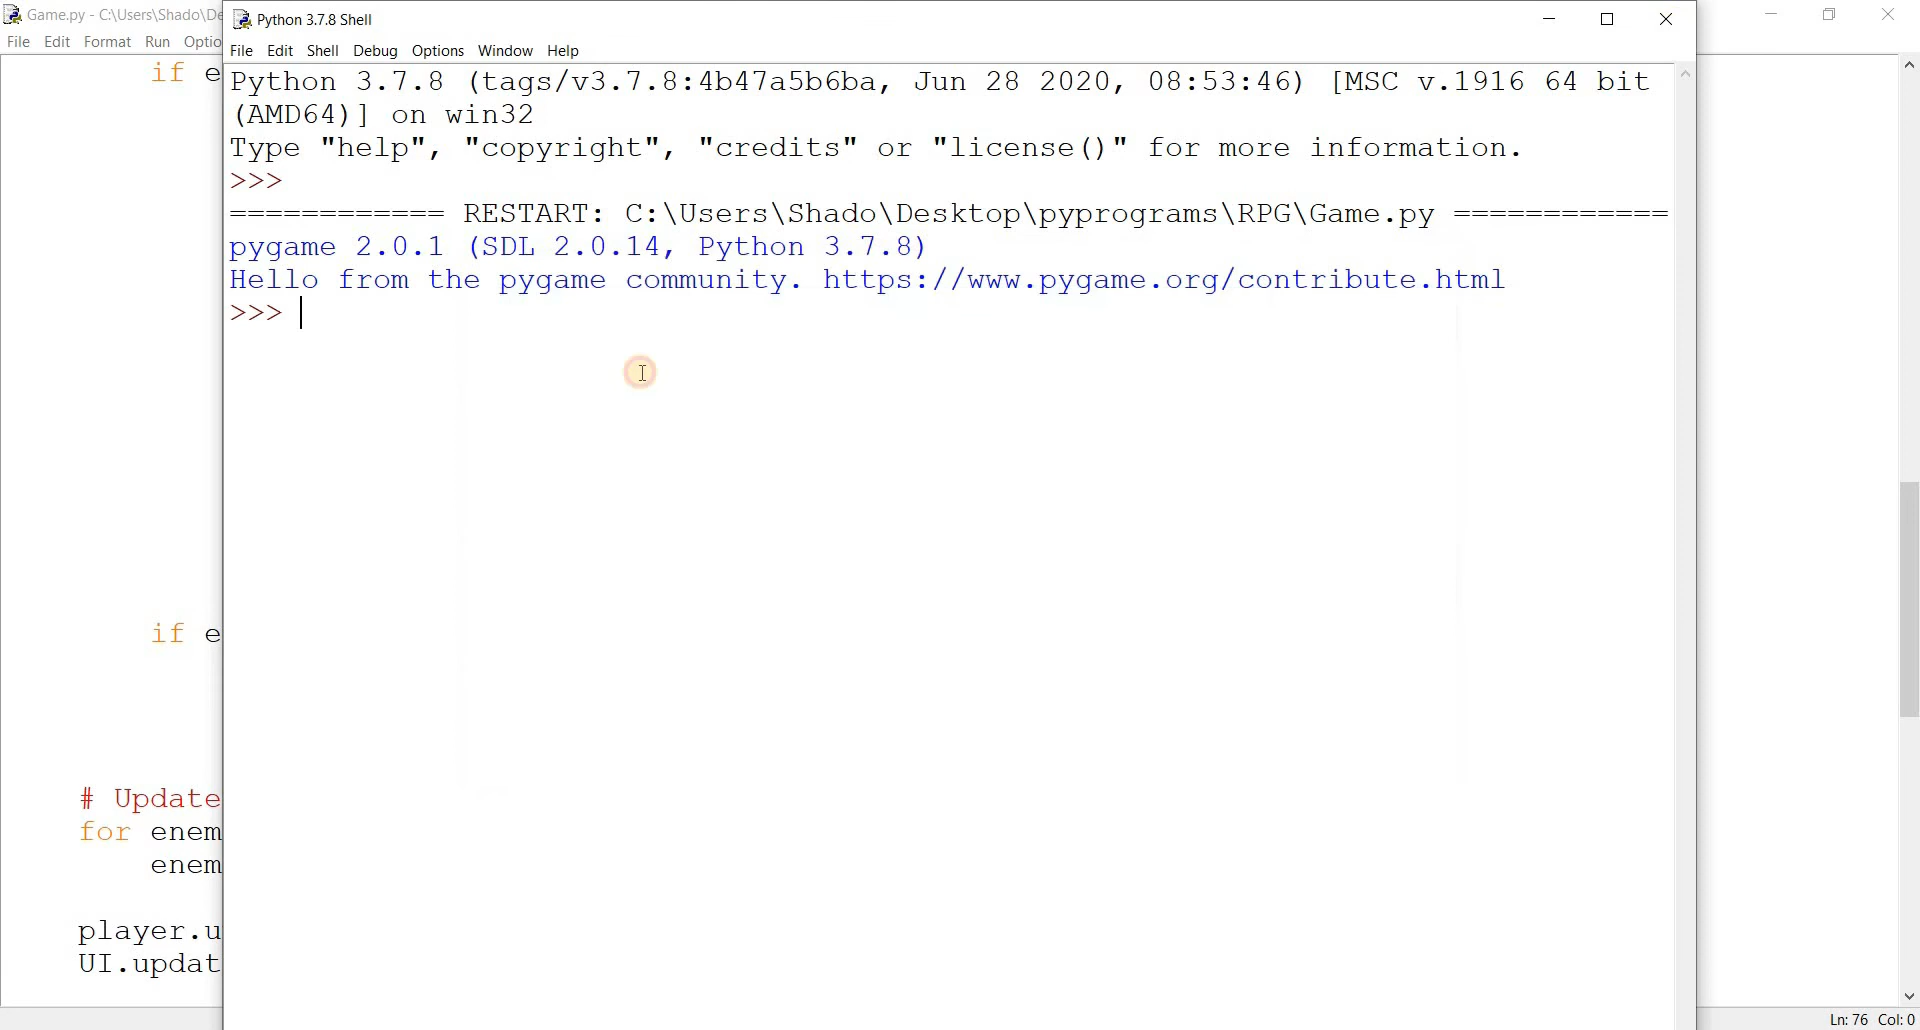 Game.py - C:\Users\Shado\De
File Edit Format Run Optio
if e
if e
# Update
for enem
enem
player.u
UI.updat
Python 3.7.8 Shell
File Edit Shell Debug Options Window Help
Python 3.7.8 (tags/v3.7.8:4b47a5b6ba, Jun 28 2020, 08:53:46) [MSC v.1916 64 bit
(AMD64)] on win32
Type "help", "copyright", "credits" or "license()" for more information.
>>>
============ RESTART: C:\Users\Shado\Desktop\pyprograms\RPG\Game.py ============
pygame 2.0.1 (SDL 2.0.14, Python 3.7.8)
Hello from the pygame community. https://www.pygame.org/contribute.html
>>>
Ln: 76 Col: 0